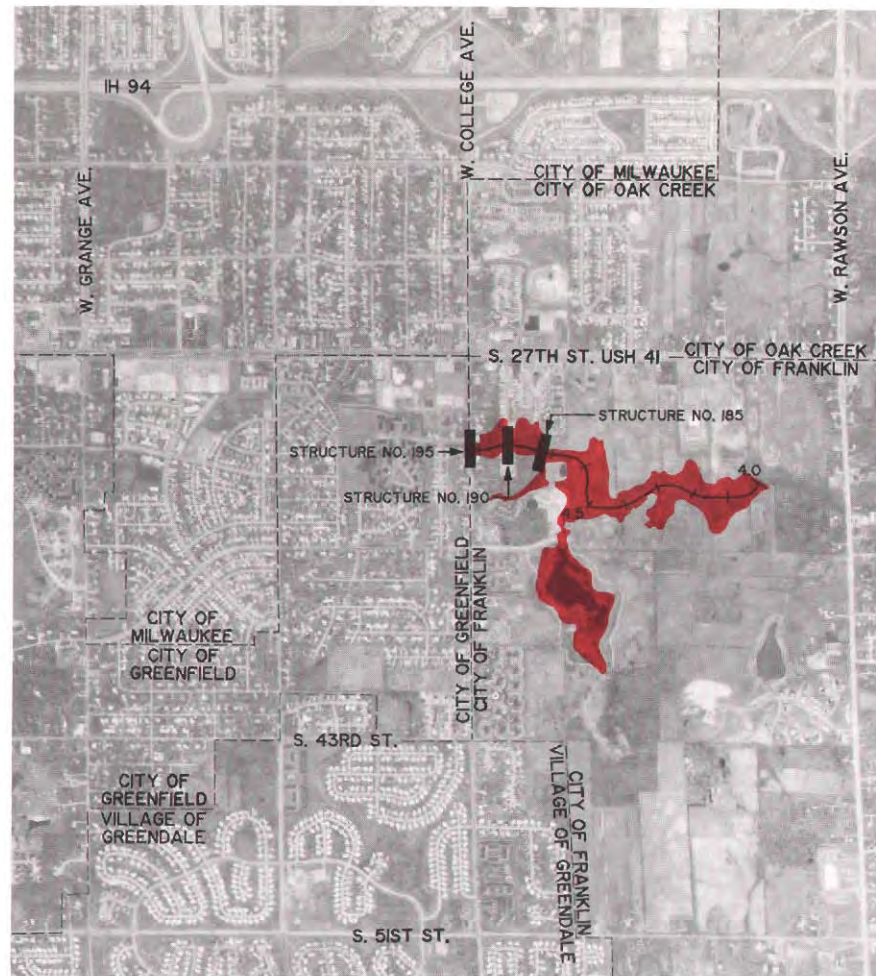 IH 94
W. GRANGE AVE.
W. COLLEGE AVE.
W. RAWSON AVE.
CITY OF MILWAUKEE
CITY OF OAK CREEK
S. 27TH ST. USH 41
CITY OF OAK CREEK
CITY OF FRANKLIN
STRUCTURE NO. 185
STRUCTURE NO. 195
STRUCTURE NO. 190
4.0
4.5
CITY OF GREENFIELD
CITY OF FRANKLIN
CITY OF
MILWAUKEE
CITY OF
GREENFIELD
S. 43RD ST.
CITY OF
GREENFIELD
VILLAGE OF
GREENDALE
CITY OF FRANKLIN
VILLAGE OF GREENDALE
S. 51ST ST.